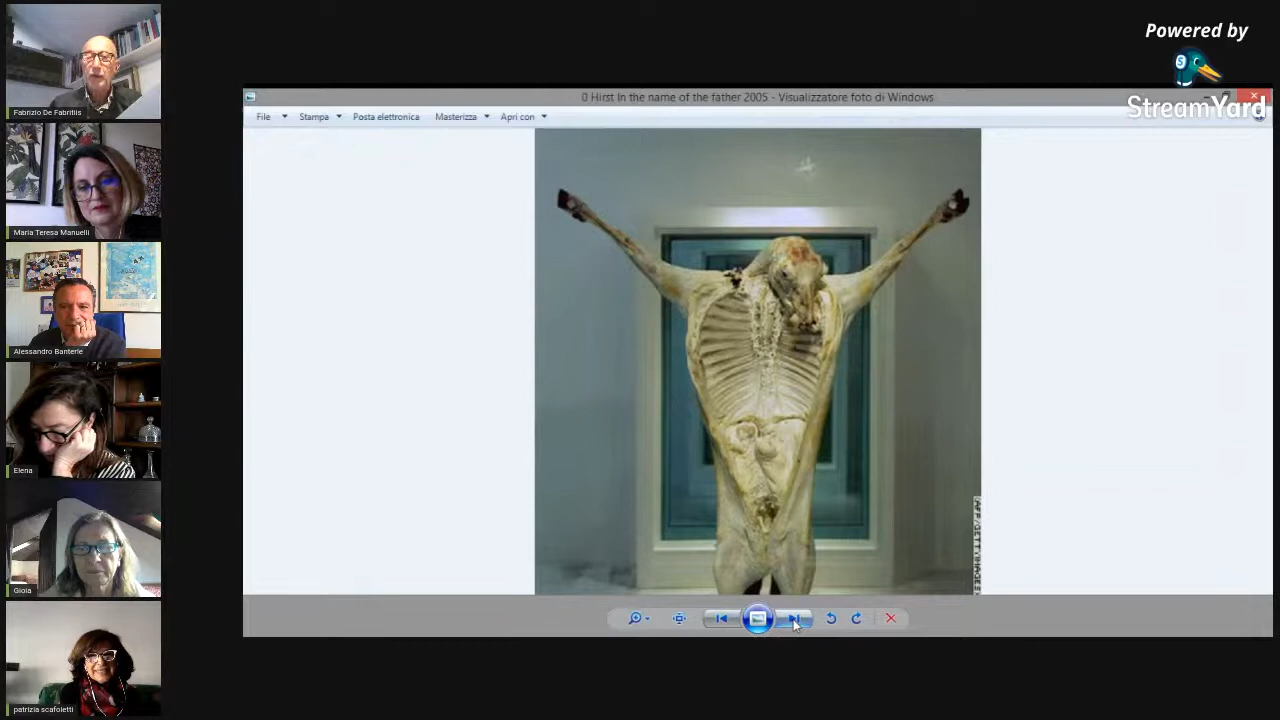 Powered by
StreamYard
0 Hirst In the name of the father 2005 - Visualizzatore foto di Windows
File Stampa Posta elettronica Masterizza Apri con
Fabrizio De Fabritiis
Maria Teresa Manuelli
Alessandro Banterle
Elena
Gioia
patrizia scafoletti